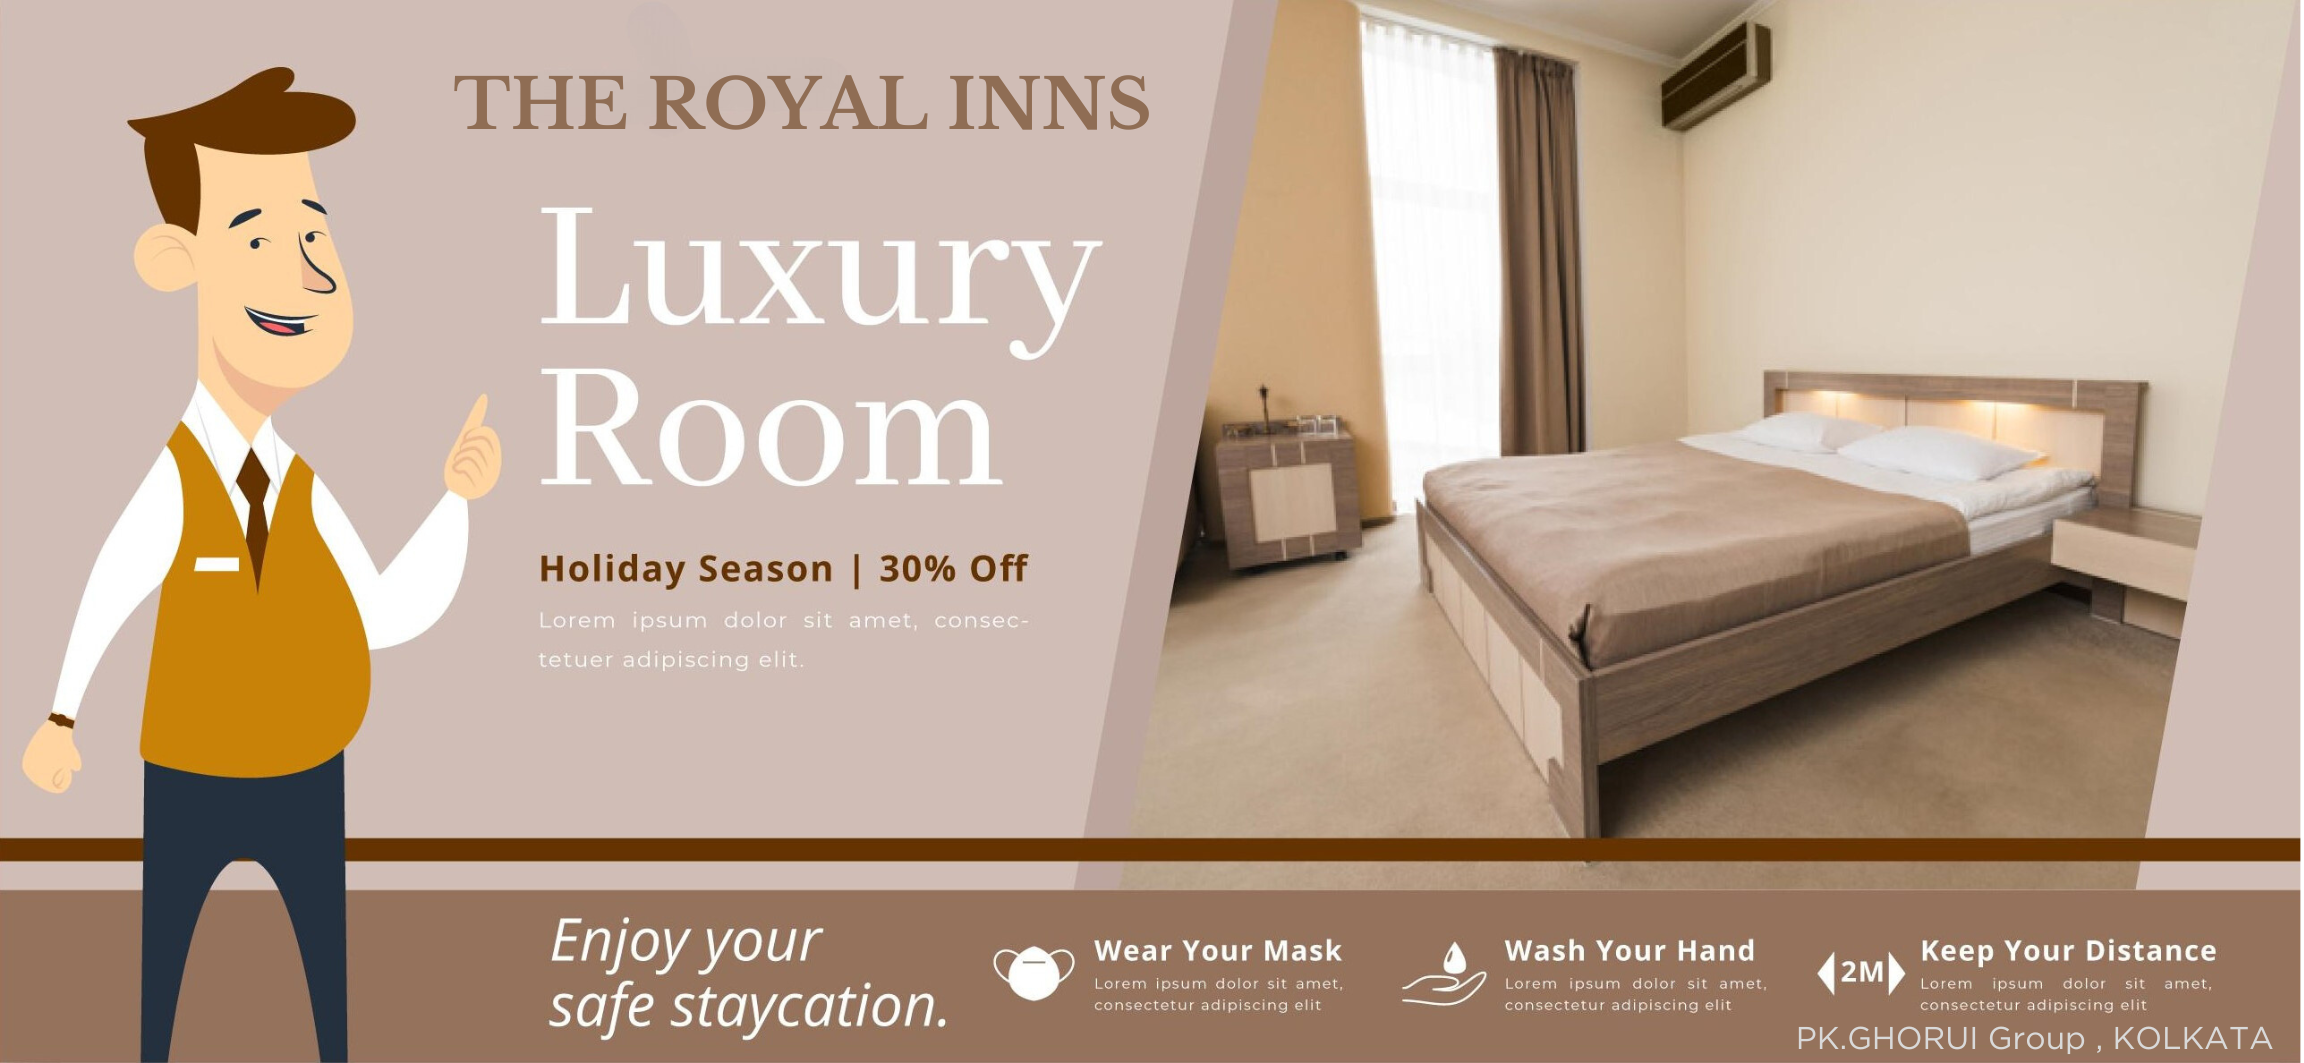 THE ROYAL INNS
Luxury
Room
Holiday Season | 30% Off
Lorem ipsum dolor sit amet, consec-
tetuer adipiscing elit.
Enjoy your
safe staycation.
Wear Your Mask
Lorem ipsum dolor sit amet,
consectetur adipiscing elit
Wash Your Hand
Lorem ipsum dolor sit amet,
consectetur adipiscing elit
2M
Keep Your Distance
Lorem ipsum dolor sit amet,
consectetur adipiscing elit
PK.GHORUI Group , KOLKATA